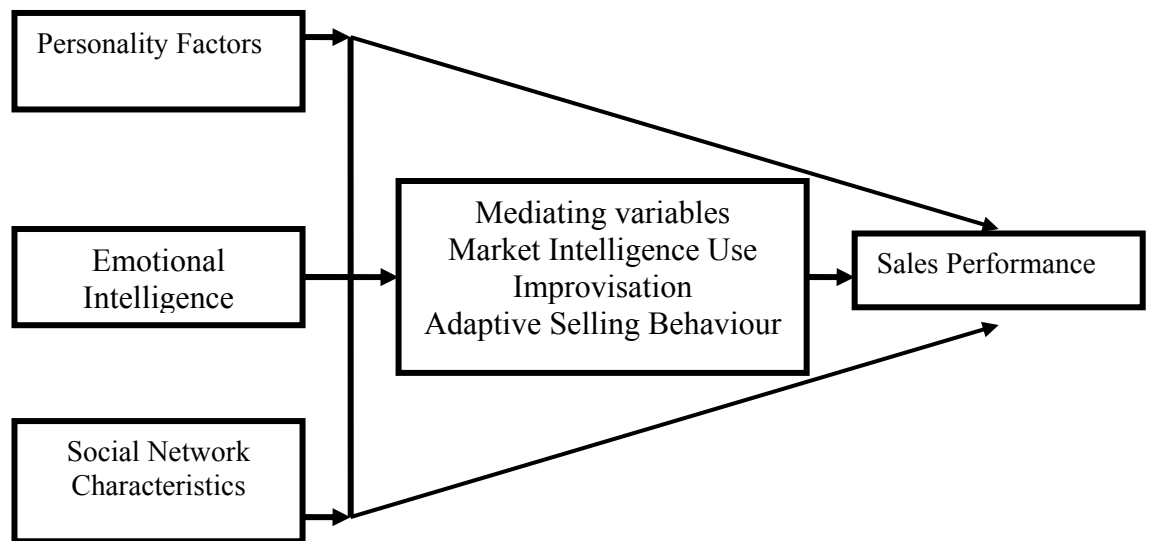 Personality Factors
Emotional
Intelligence
Social Network
Characteristics
Mediating variables
Market Intelligence Use
Improvisation
Adaptive Selling Behaviour
Sales Performance